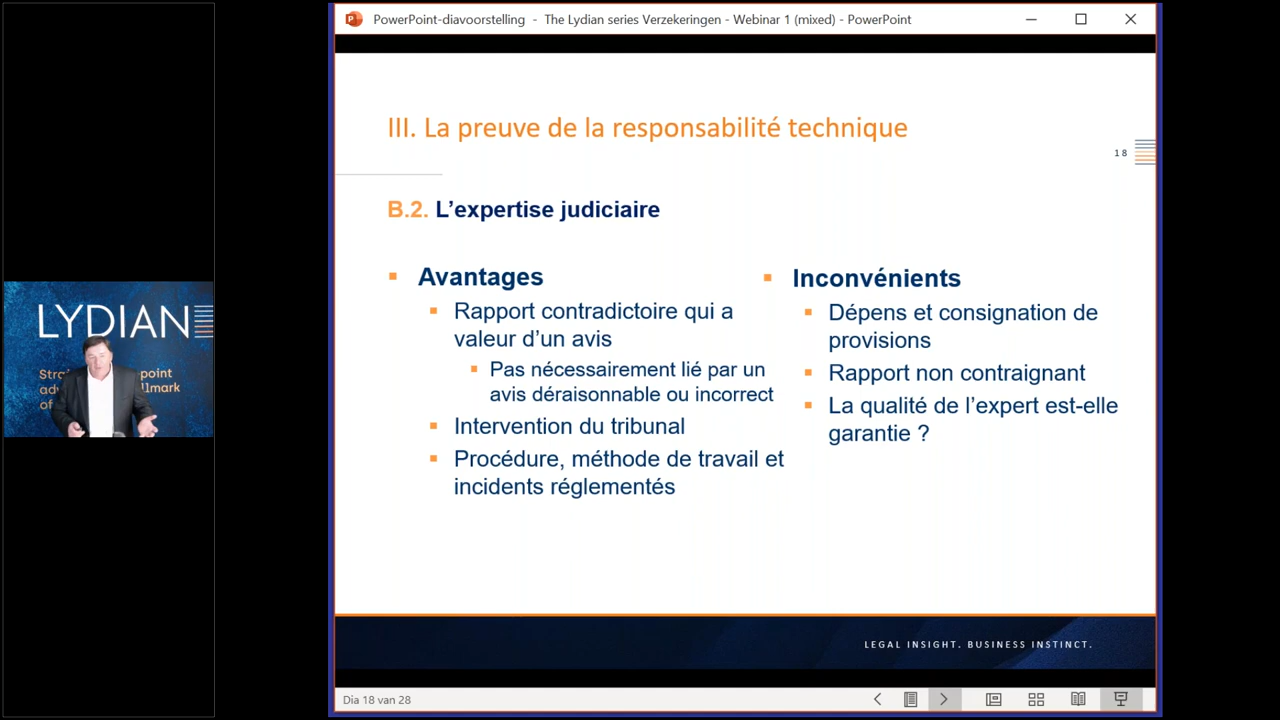 PowerPoint-diavoorstelling - The Lydian series Verzekeringen - Webinar 1 (mixed) - PowerPoint
III. La preuve de la responsabilité technique
18
B.2. L’expertise judiciaire
▪ Avantages
▪ Rapport contradictoire qui a
valeur d’un avis
▪ Pas nécessairement lié par un
avis déraisonnable ou incorrect
▪ Intervention du tribunal
▪ Procédure, méthode de travail et
incidents réglementés
▪ Inconvénients
▪ Dépens et consignation de
provisions
▪ Rapport non contraignant
▪ La qualité de l’expert est-elle
garantie ?
LEGAL INSIGHT. BUSINESS INSTINCT.
Dia 18 van 28
LYDIAN
point
of